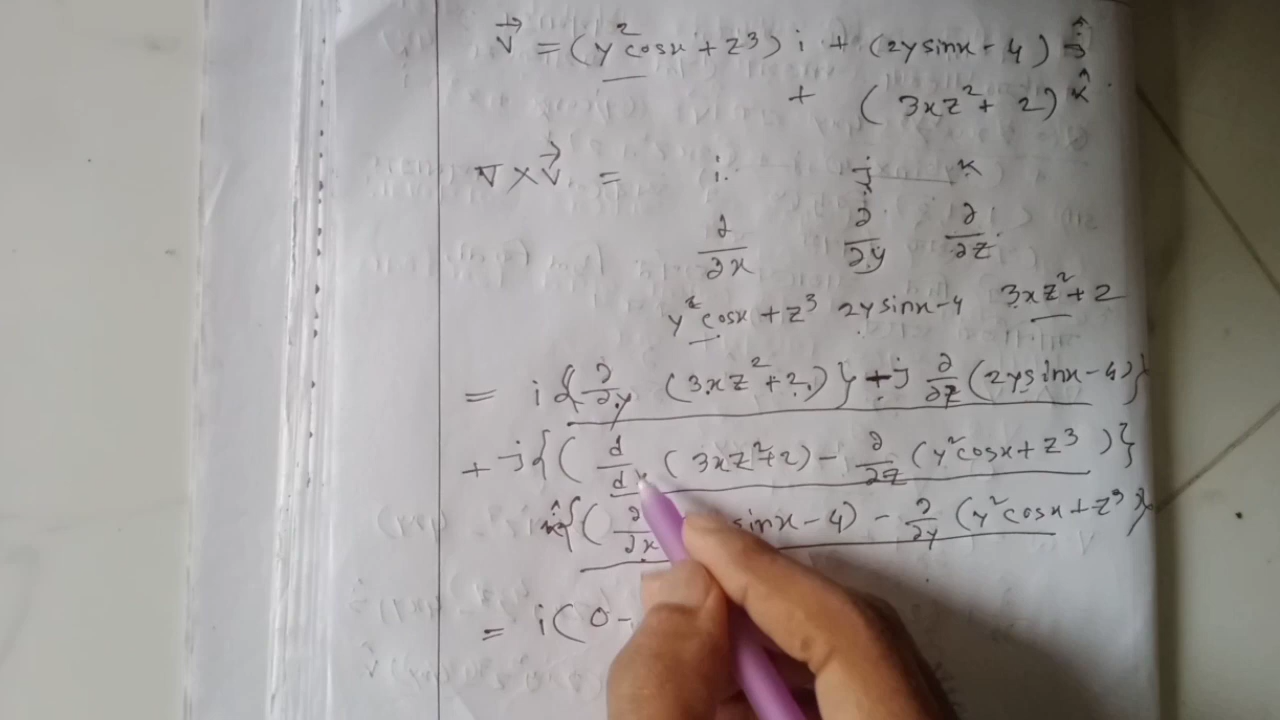 V⃗ = (y² cosx + z³) i + (2y sinx - 4) ĵ
+ (3xz² + 2) k̂
∇ × V⃗ = i j k
∂/∂x ∂/∂y ∂/∂z
y² cosx + z³ 2y sinx - 4 3xz² + 2
= i {∂/∂y (3xz² + 2)} - j ∂/∂z (2y sinx - 4)}
+ -j {( d/dx (3xz² + 2) - ∂/∂z (y² cosx + z³)}
k̂ {( ∂/∂x sinx - 4) - ∂/∂y (y² cosx + z³}
= i ( 0 -